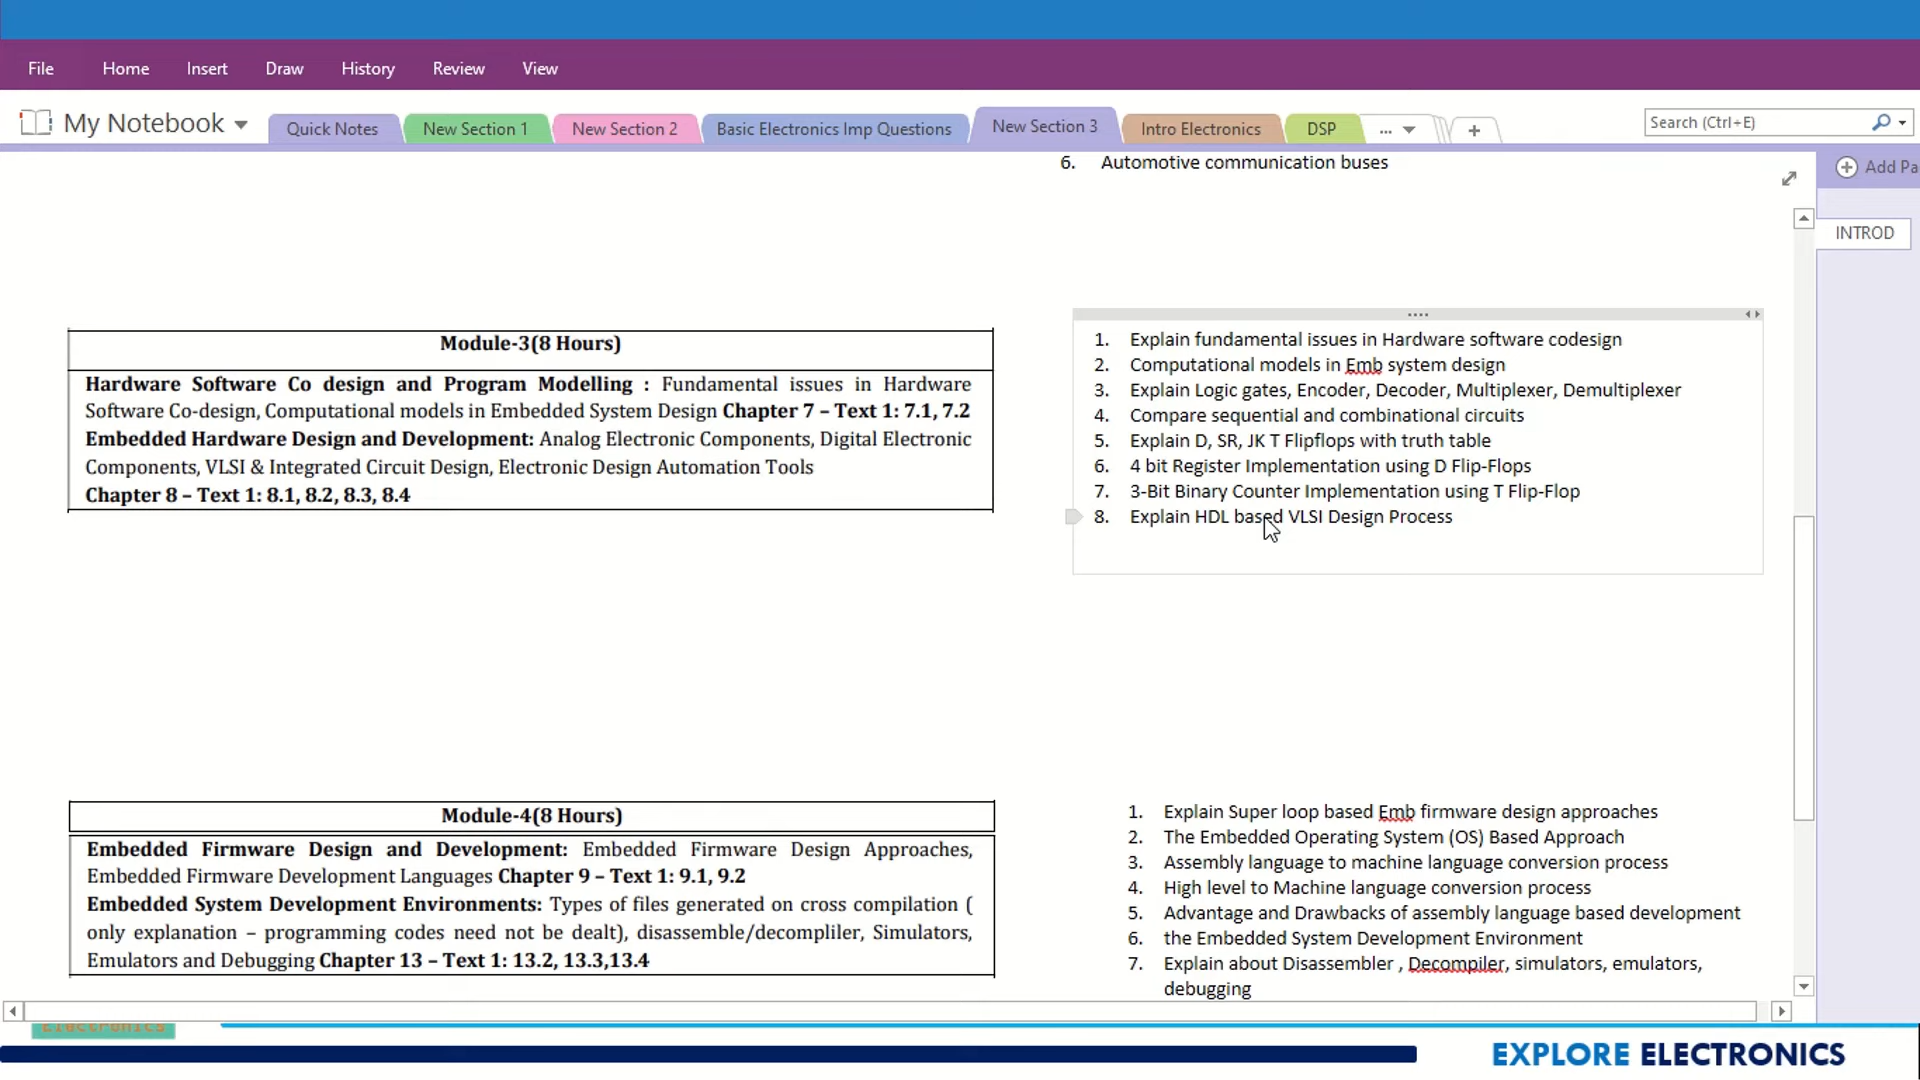 File Home Insert Draw History Review View
My Notebook Quick Notes New Section 1 New Section 2 Basic Electronics Imp Questions New Section 3 Intro Electronics DSP ... + Search (Ctrl+E)
Add Pa
INTROD
6. Automotive communication buses
Module-3(8 Hours)
Hardware Software Co design and Program Modelling : Fundamental issues in Hardware
Software Co-design, Computational models in Embedded System Design Chapter 7 – Text 1: 7.1, 7.2
Embedded Hardware Design and Development: Analog Electronic Components, Digital Electronic
Components, VLSI & Integrated Circuit Design, Electronic Design Automation Tools
Chapter 8 – Text 1: 8.1, 8.2, 8.3, 8.4
1. Explain fundamental issues in Hardware software codesign
2. Computational models in Emb system design
3. Explain Logic gates, Encoder, Decoder, Multiplexer, Demultiplexer
4. Compare sequential and combinational circuits
5. Explain D, SR, JK T Flipflops with truth table
6. 4 bit Register Implementation using D Flip-Flops
7. 3-Bit Binary Counter Implementation using T Flip-Flop
8. Explain HDL based VLSI Design Process
Module-4(8 Hours)
Embedded Firmware Design and Development: Embedded Firmware Design Approaches,
Embedded Firmware Development Languages Chapter 9 – Text 1: 9.1, 9.2
Embedded System Development Environments: Types of files generated on cross compilation (
only explanation – programming codes need not be dealt), disassemble/decompliler, Simulators,
Emulators and Debugging Chapter 13 – Text 1: 13.2, 13.3,13.4
1. Explain Super loop based Emb firmware design approaches
2. The Embedded Operating System (OS) Based Approach
3. Assembly language to machine language conversion process
4. High level to Machine language conversion process
5. Advantage and Drawbacks of assembly language based development
6. the Embedded System Development Environment
7. Explain about Disassembler , Decompiler, simulators, emulators,
debugging
Electronics
EXPLORE ELECTRONICS